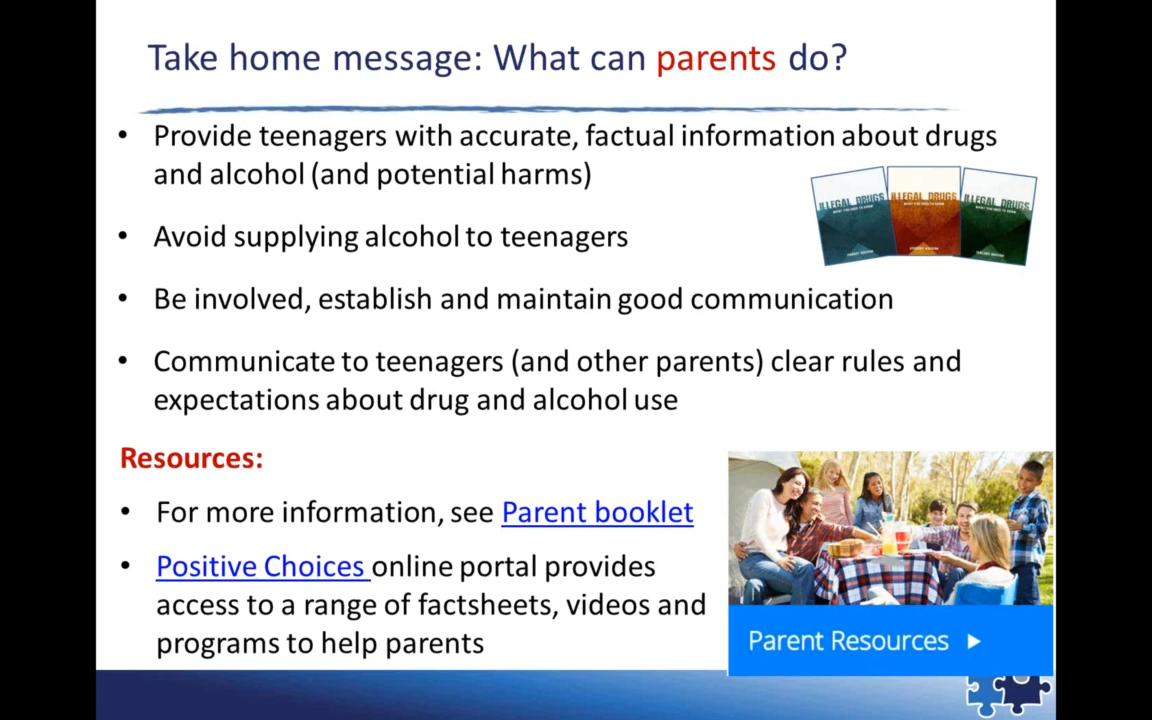 Take home message: What can parents do?
• Provide teenagers with accurate, factual information about drugs
and alcohol (and potential harms)
ILLEGAL DRUGS
ILLEGAL DRUGS
ILLEGAL DRUGS
• Avoid supplying alcohol to teenagers
• Be involved, establish and maintain good communication
• Communicate to teenagers (and other parents) clear rules and
expectations about drug and alcohol use
Resources:
• For more information, see Parent booklet
• Positive Choices online portal provides
access to a range of factsheets, videos and
programs to help parents
Parent Resources